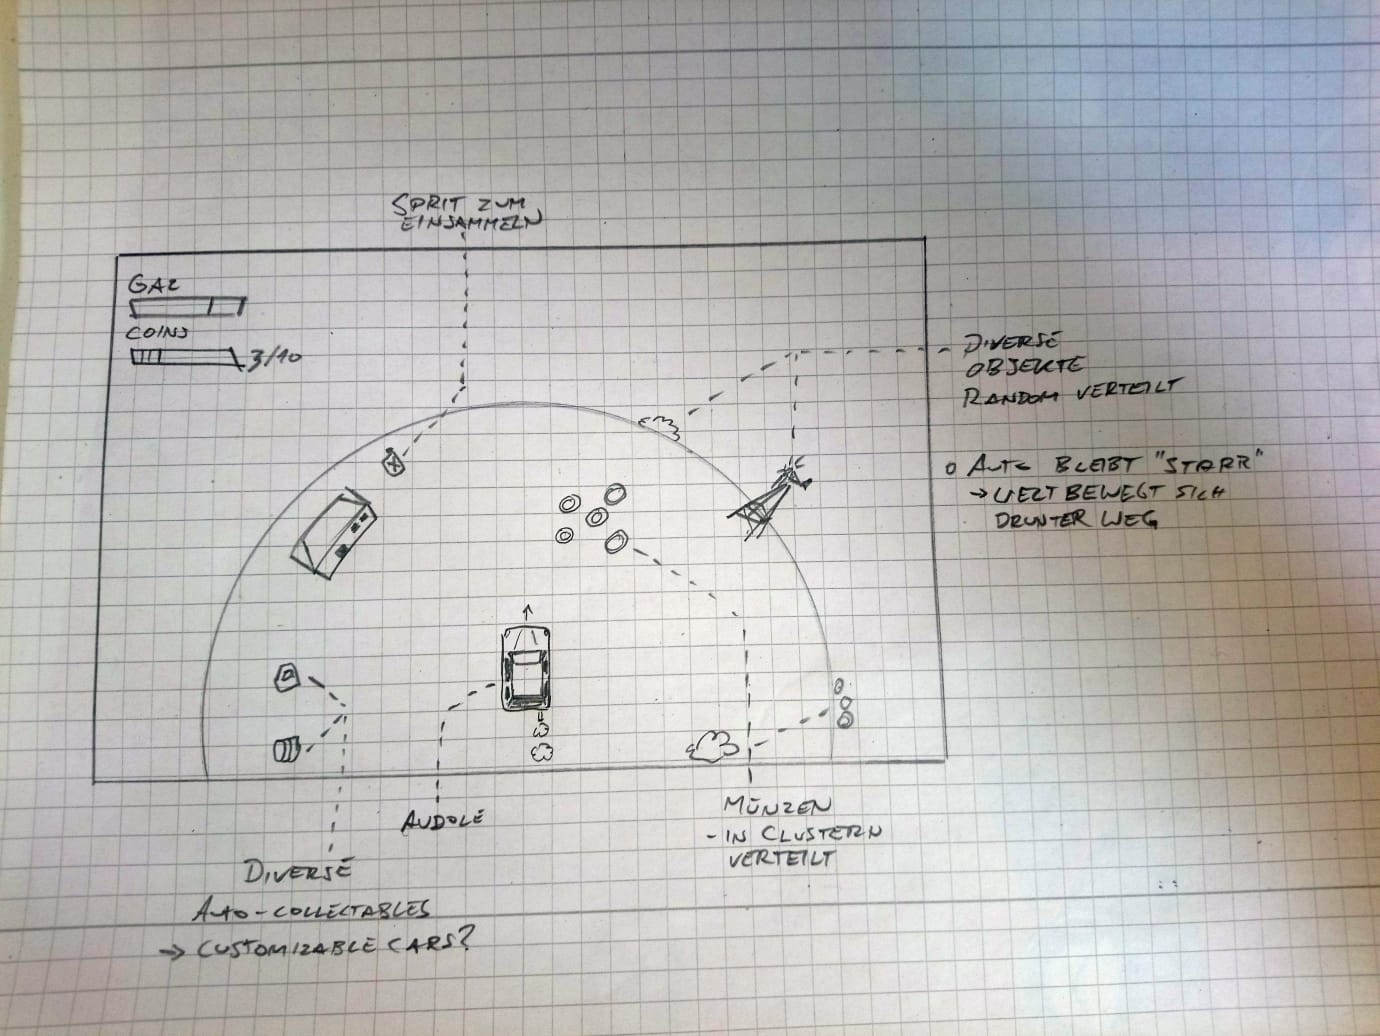 SPRIT ZUM
EINSAMMELN
GAZ
COINS
3/10
DIVERSE
OBJEKTE
RANDOM VERTEILT
o AUTO BLEIBT "STARR"
→ WELT BEWEGT SICH
DRUNTER WEG
AUDOLE
MÜNZEN
- IN CLUSTERN
VERTEILT
DIVERSE
AUTO-COLLECTABLES
→ CUSTOMIZABLE CARS?